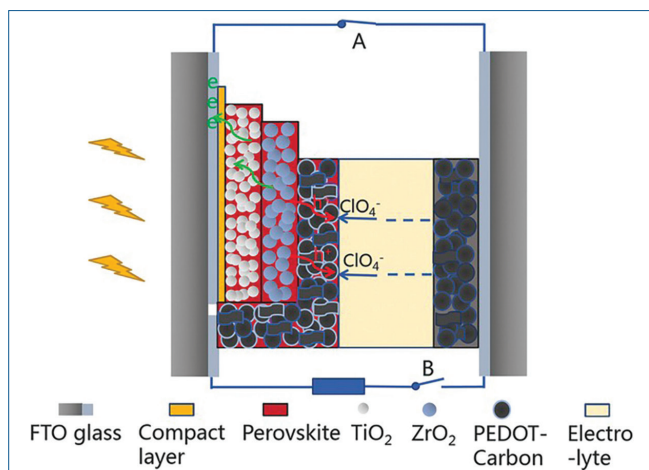 A
e
e
e
h+
ClO₄⁻
h+
ClO₄⁻
B
FTO glass
Compact
layer
Perovskite
TiO₂
ZrO₂
PEDOT-
Carbon
Electro
-lyte